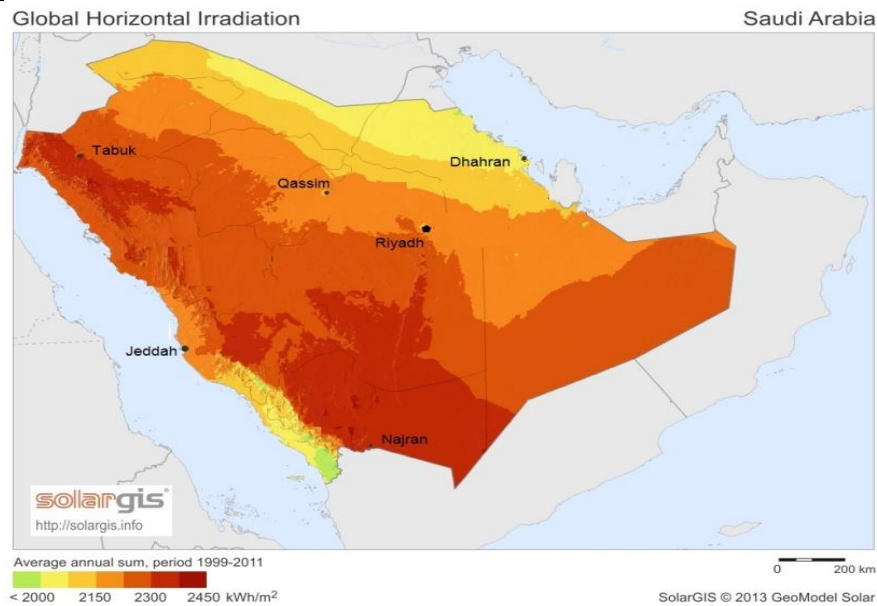 Global Horizontal Irradiation
Saudi Arabia
Tabuk
Dhahran
Qassim
Riyadh
Jeddah
Najran
solargis
http://solargis.info
Average annual sum, period 1999-2011
< 2000 2150 2300 2450 kWh/m²
0 200 km
SolarGIS © 2013 GeoModel Solar